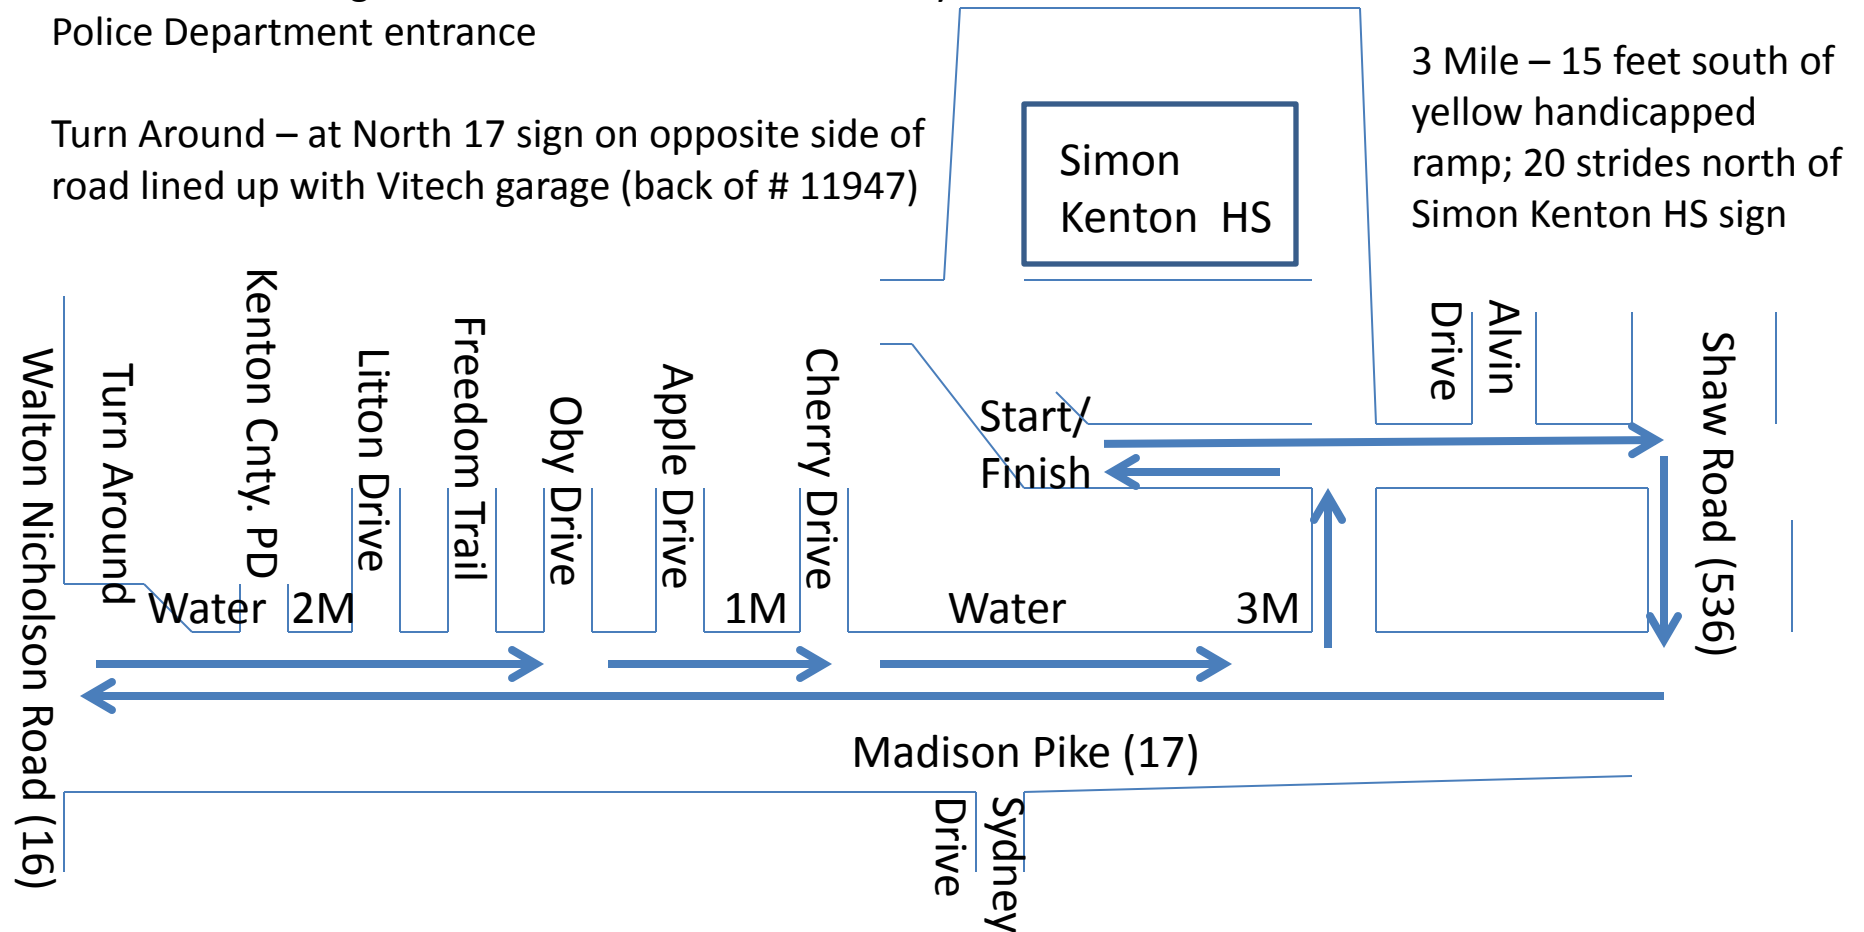 Police Department entrance
Turn Around – at North 17 sign on opposite side of
road lined up with Vitech garage (back of # 11947)
3 Mile – 15 feet south of
yellow handicapped
ramp; 20 strides north of
Simon Kenton HS sign
Simon
Kenton HS
Walton Nicholson Road (16)
Turn Around
Kenton Cnty. PD
Litton Drive
Freedom Trail
Oby Drive
Apple Drive
Cherry Drive
Start/
Finish
Alvin
Drive
Shaw Road (536)
Water
2M
1M
Water
3M
Madison Pike (17)
Sydney
Drive